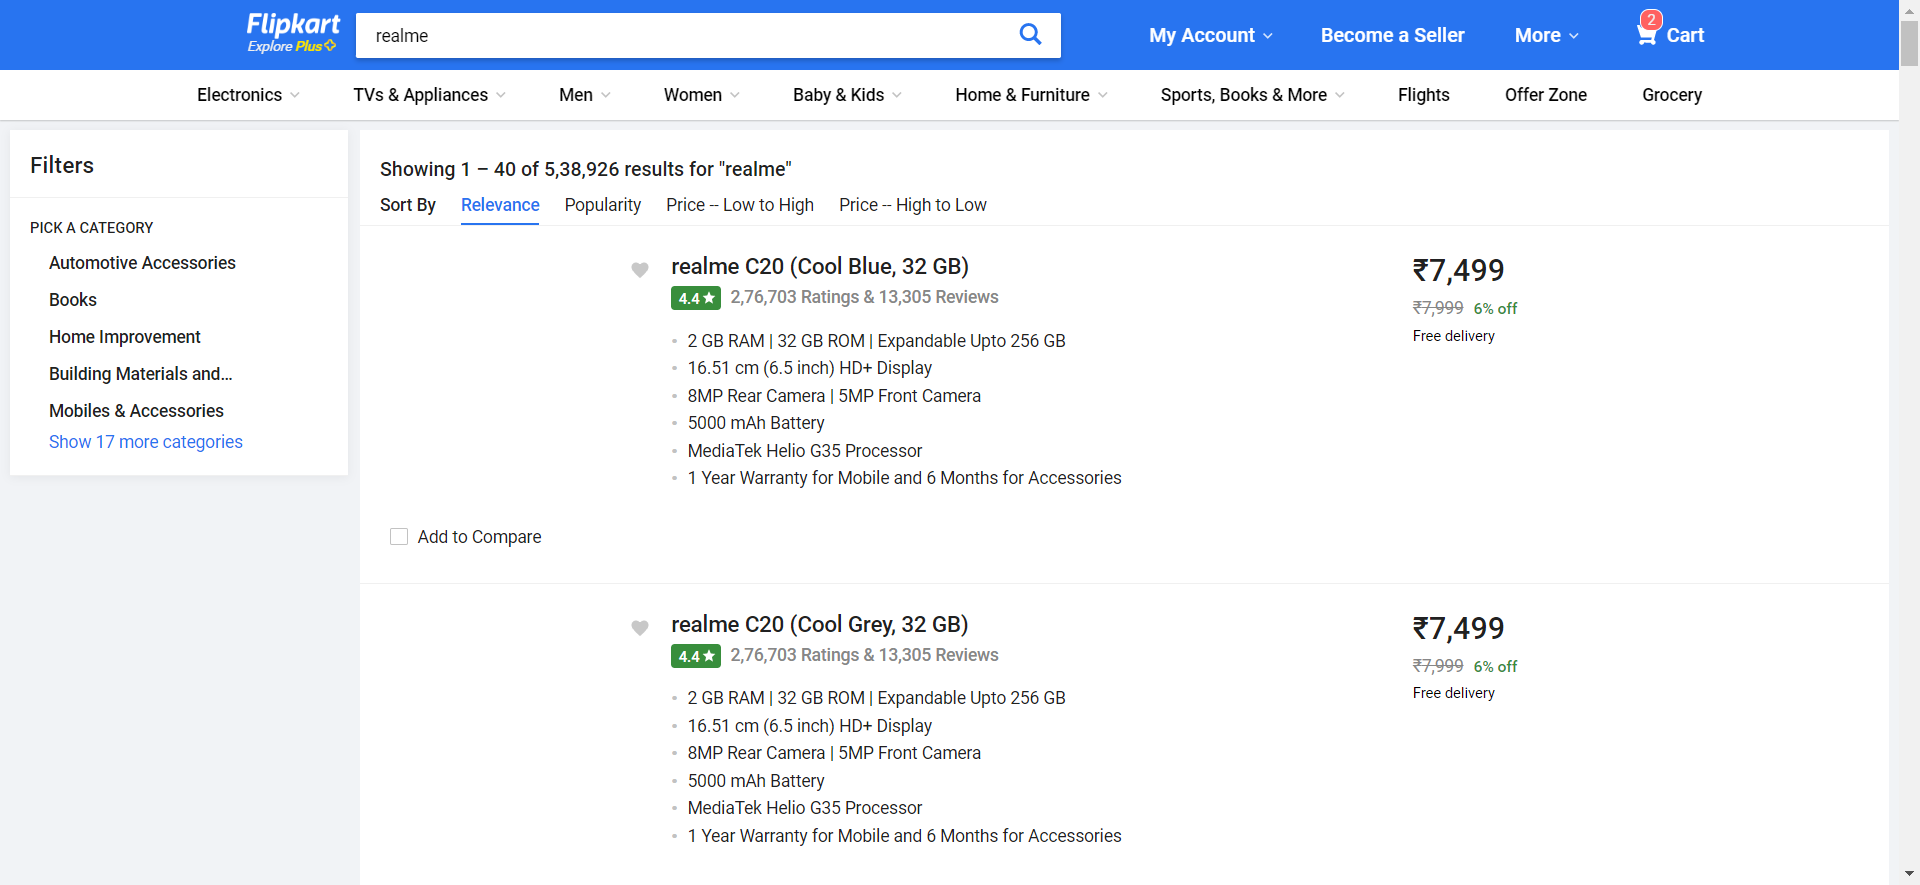 Flipkart
Explore Plus
realme
My Account
Become a Seller
More
2
Cart
Electronics
TVs & Appliances
Men
Women
Baby & Kids
Home & Furniture
Sports, Books & More
Flights
Offer Zone
Grocery
Filters
PICK A CATEGORY
Automotive Accessories
Books
Home Improvement
Building Materials and...
Mobiles & Accessories
Show 17 more categories
Showing 1 – 40 of 5,38,926 results for "realme"
Sort By
Relevance
Popularity
Price -- Low to High
Price -- High to Low
realme C20 (Cool Blue, 32 GB)
4.4★ 2,76,703 Ratings & 13,305 Reviews
2 GB RAM | 32 GB ROM | Expandable Upto 256 GB
16.51 cm (6.5 inch) HD+ Display
8MP Rear Camera | 5MP Front Camera
5000 mAh Battery
MediaTek Helio G35 Processor
1 Year Warranty for Mobile and 6 Months for Accessories
₹7,499
₹7,999 6% off
Free delivery
Add to Compare
realme C20 (Cool Grey, 32 GB)
4.4★ 2,76,703 Ratings & 13,305 Reviews
2 GB RAM | 32 GB ROM | Expandable Upto 256 GB
16.51 cm (6.5 inch) HD+ Display
8MP Rear Camera | 5MP Front Camera
5000 mAh Battery
MediaTek Helio G35 Processor
1 Year Warranty for Mobile and 6 Months for Accessories
₹7,499
₹7,999 6% off
Free delivery